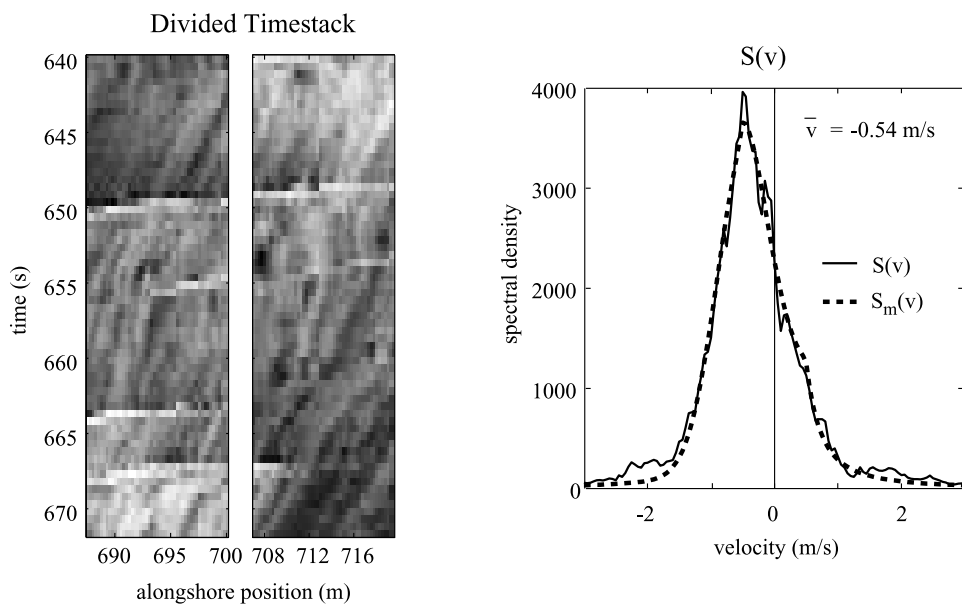 Divided Timestack
640
645
650
655
660
665
670
time (s)
690 695 700 708 712 716
alongshore position (m)
S(v)
4000
3000
2000
1000
0
spectral density
v̅ = -0.54 m/s
S(v)
Sₘ(v)
-2 0 2
velocity (m/s)